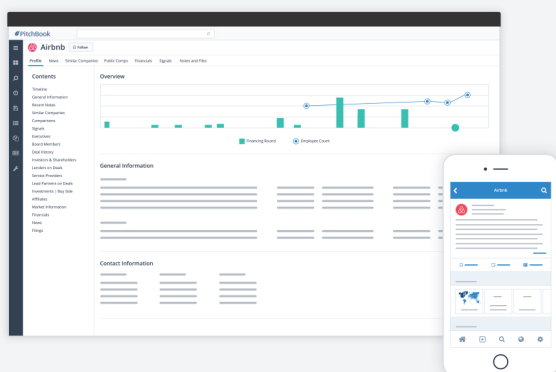 PitchBook
Airbnb
Follow
Profile News Similar Companies Public Comps Financials Signals Notes and Files
Contents
Timeline
General Information
Recent Notes
Similar Companies
Comparisons
Signals
Executives
Board Members
Deal History
Investors & Shareholders
Lenders on Deals
Service Providers
Lead Partners on Deals
Investments / Buy Side
Affiliates
Market Information
Financials
News
Filings
Overview
Financing Round Employee Count
General Information
Contact Information
Airbnb